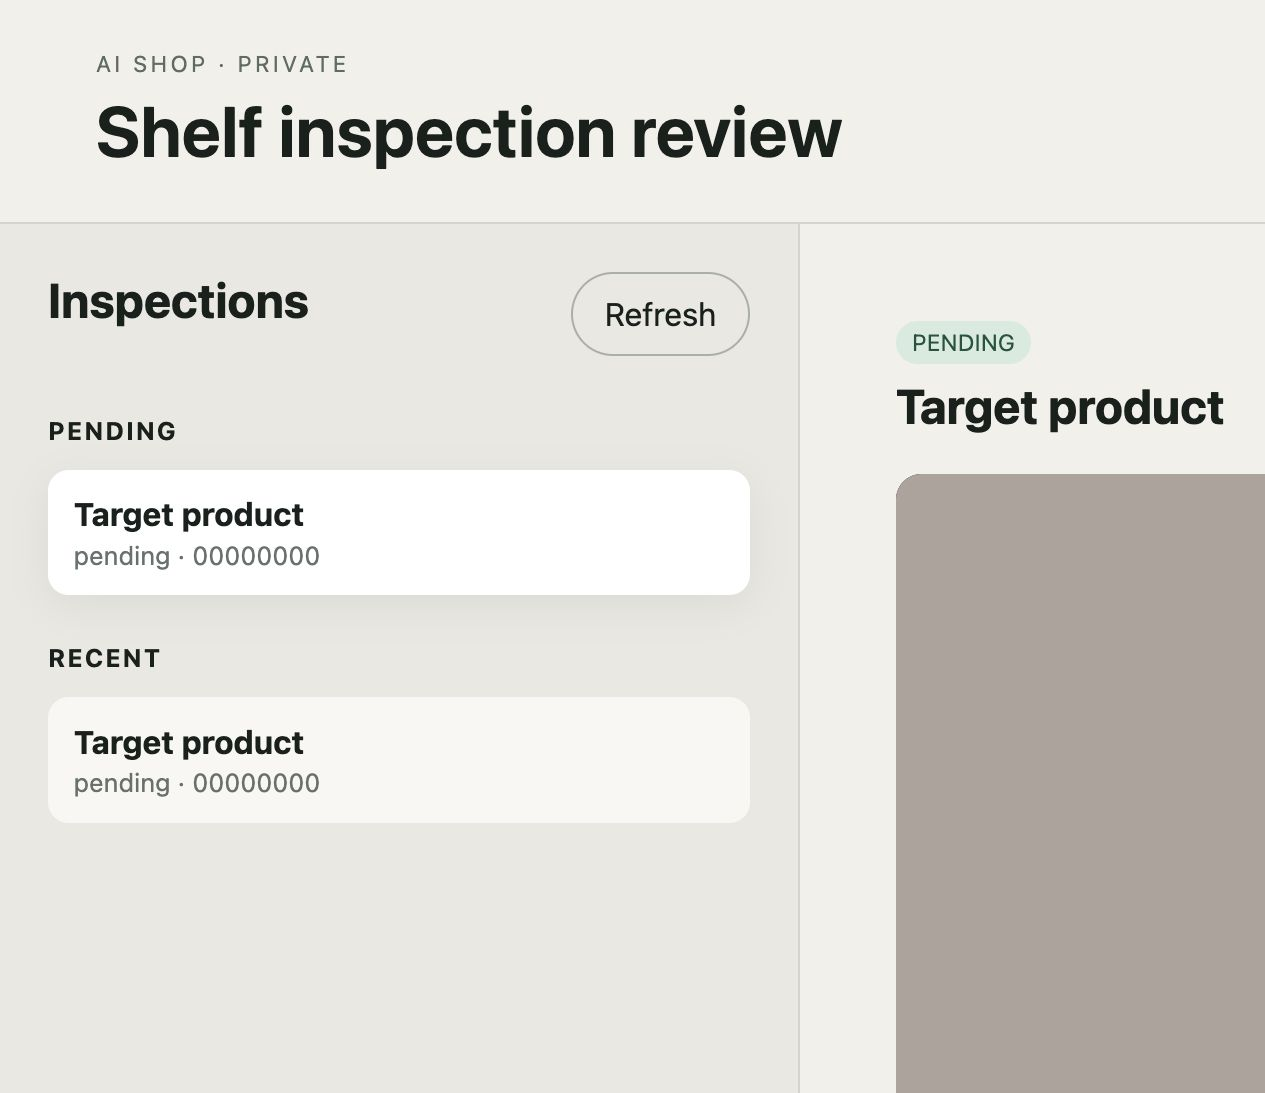 AI SHOP · PRIVATE
Shelf inspection review
Inspections
Refresh
PENDING
Target product
pending · 00000000
RECENT
Target product
pending · 00000000
PENDING
Target product